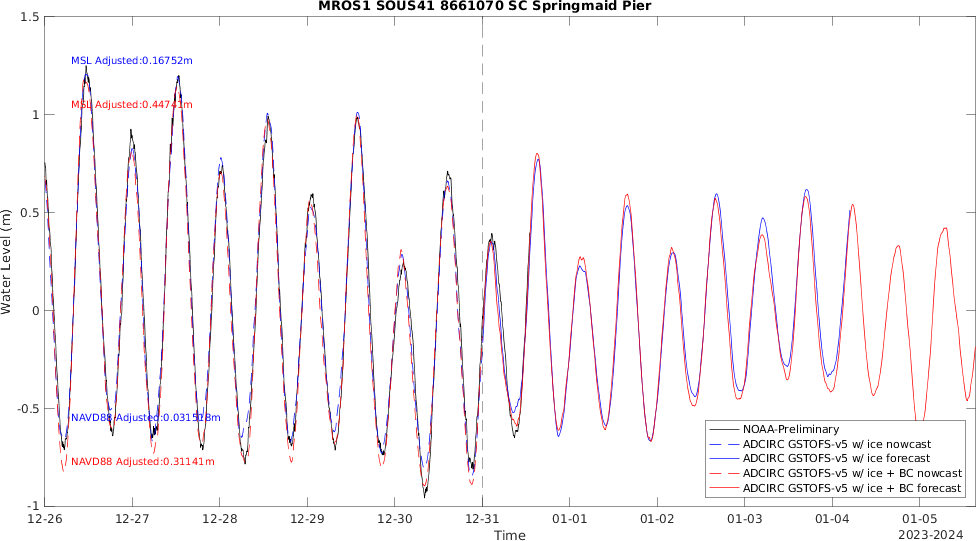 MROS1 SOUS41 8661070 SC Springmaid Pier
1.5
1
0.5
0
-0.5
-1
Water Level (m)
MSL Adjusted:0.16752m
MSL Adjusted:0.44741m
NAVD88 Adjusted:0.031518m
NAVD88 Adjusted:0.31141m
NOAA-Preliminary
ADCIRC GSTOFS-v5 w/ ice nowcast
ADCIRC GSTOFS-v5 w/ ice forecast
ADCIRC GSTOFS-v5 w/ ice + BC nowcast
ADCIRC GSTOFS-v5 w/ ice + BC forecast
12-26 12-27 12-28 12-29 12-30 12-31 01-01 01-02 01-03 01-04 01-05
Time
2023-2024